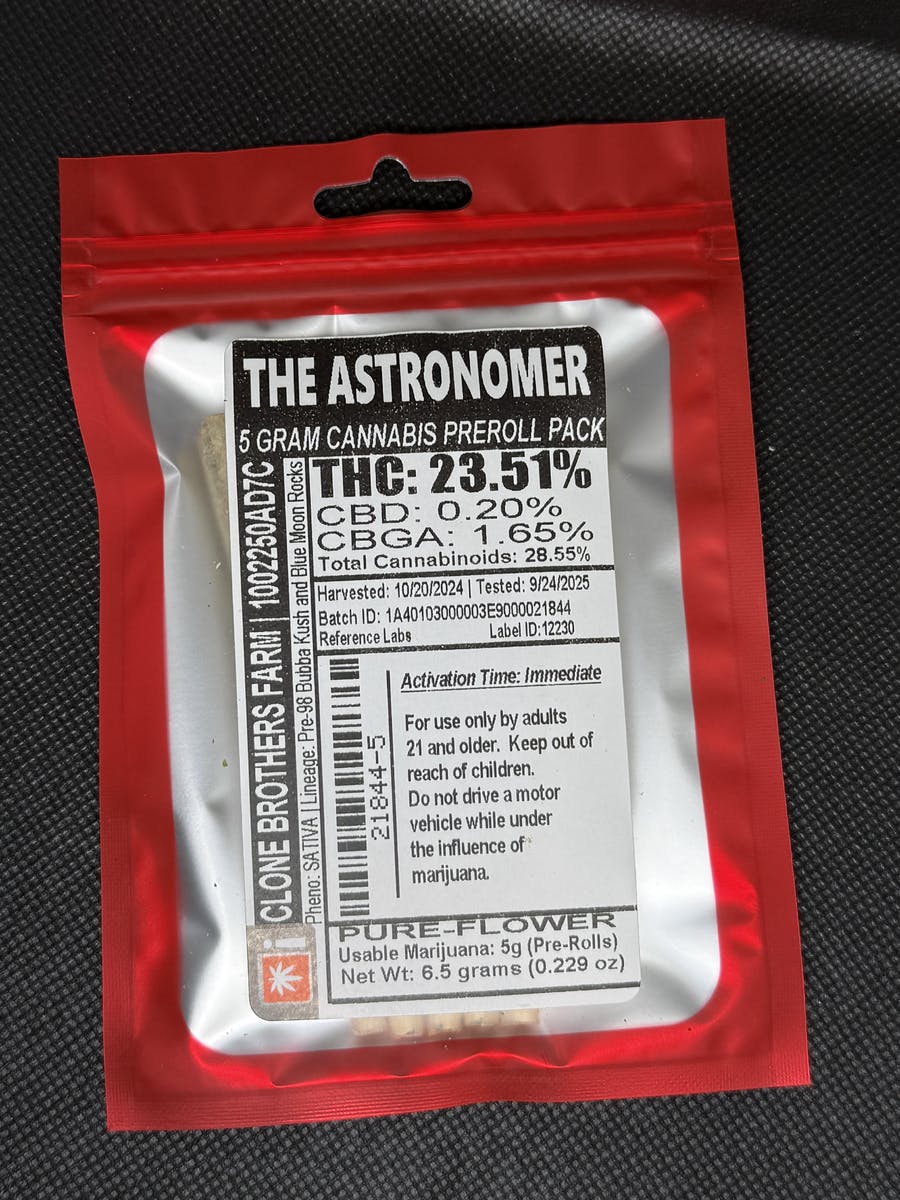 THE ASTRONOMER
5 GRAM CANNABIS PREROLL PACK
CLONE BROTHERS FARM | 1002250AD7C
Pheno: SATIVA | Lineage: Pre-98 Bubba Kush and Blue Moon Rocks
THC: 23.51%
CBD: 0.20%
CBGA: 1.65%
Total Cannabinoids: 28.55%
Harvested: 10/20/2024 | Tested: 9/24/2025
Batch ID: 1A40103000003E9000021844
Reference Labs Label ID:12230
21844-5
Activation Time: Immediate
For use only by adults
21 and older. Keep out of
reach of children.
Do not drive a motor
vehicle while under
the influence of
marijuana.
!
PURE-FLOWER
Usable Marijuana: 5g (Pre-Rolls)
Net Wt: 6.5 grams (0.229 oz)